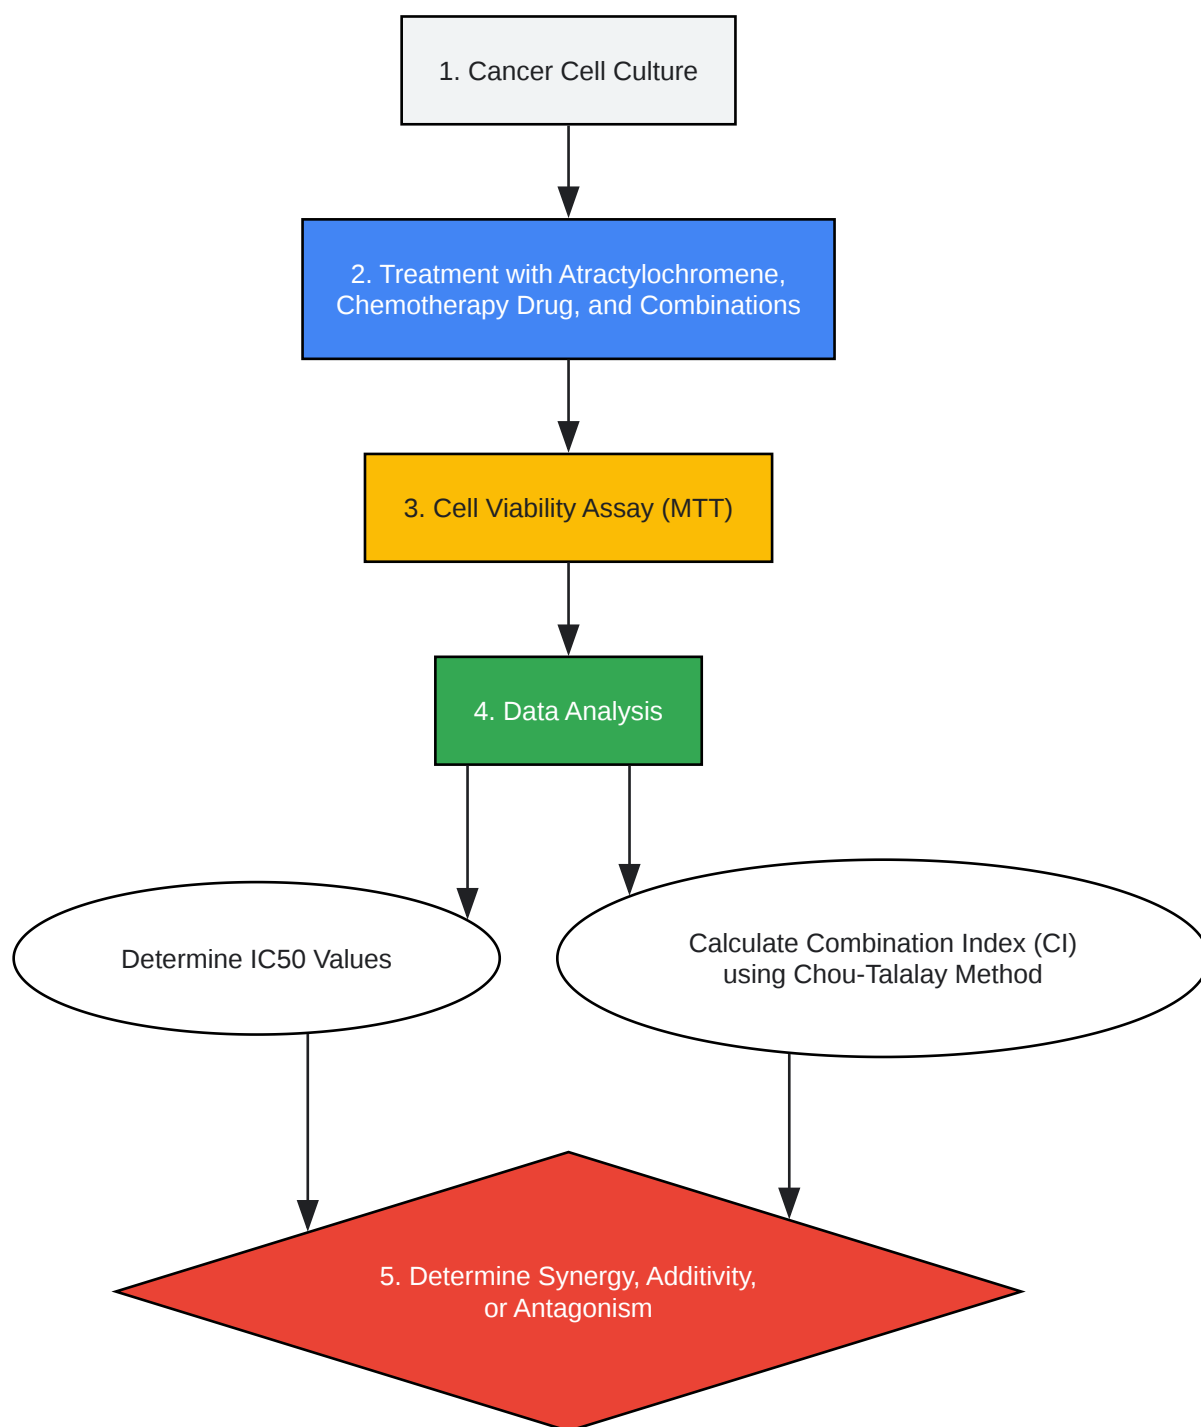 1. Cancer Cell Culture
2. Treatment with Atractylochromene,
Chemotherapy Drug, and Combinations
3. Cell Viability Assay (MTT)
4. Data Analysis
Determine IC50 Values
Calculate Combination Index (CI)
using Chou-Talalay Method
5. Determine Synergy, Additivity,
or Antagonism